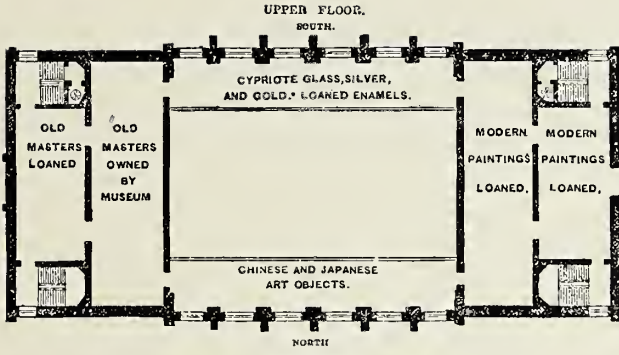 UPPER FLOOR.
SOUTH.
CYPRIOTE GLASS, SILVER,
AND GOLD. LOANED ENAMELS.
OLD
MASTERS
LOANED
OLD
MASTERS
OWNED
BY
MUSEUM
MODERN
PAINTINGS
LOANED,
MODERN
PAINTINGS
LOANED,
CHINESE AND JAPANESE
ART OBJECTS.
NORTH